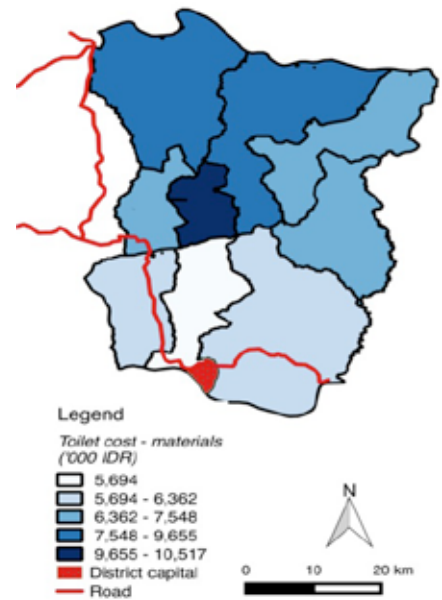 Legend
Toilet cost - materials
('000 IDR)
5,694
5,694 - 6,362
6,362 - 7,548
7,548 - 9,655
9,655 - 10,517
District capital
Road
N
0 10 20 km